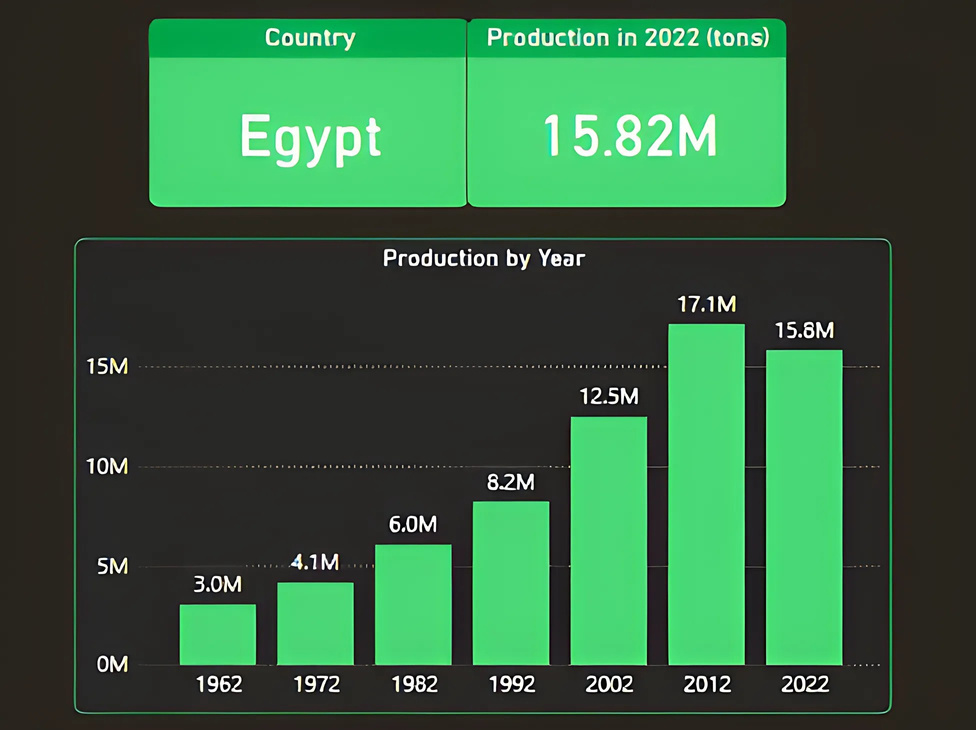 Country
Production in 2022 (tons)
Egypt
15.82M
Production by Year
17.1M
15.8M
15M
12.5M
10M
8.2M
6.0M
5M
4.1M
3.0M
0M
1962 1972 1982 1992 2002 2012 2022